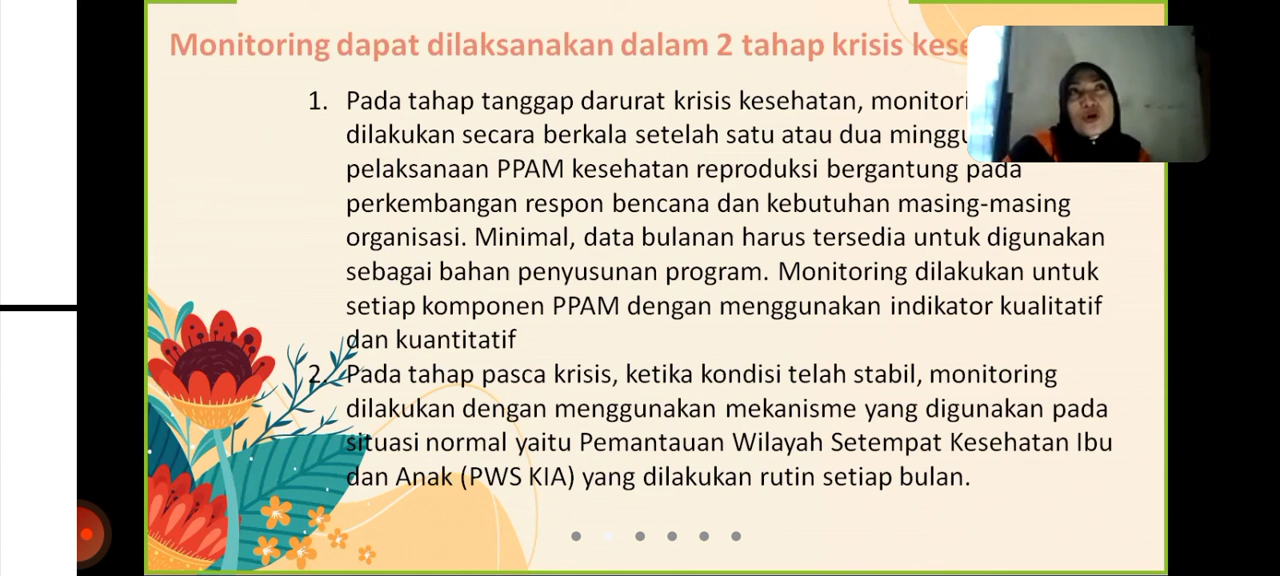 Monitoring dapat dilaksanakan dalam 2 tahap krisis
1. Pada tahap tanggap darurat krisis kesehatan,
dilakukan secara berkala setelah satu atau dua minggu
pelaksanaan PPAM kesehatan reproduksi bergantung pada
perkembangan respon bencana dan kebutuhan masing-masing
organisasi. Minimal, data bulanan harus tersedia untuk digunakan
sebagai bahan penyusunan program. Monitoring dilakukan untuk
setiap komponen PPAM dengan menggunakan indikator kualitatif
dan kuantitatif
2. Pada tahap pasca krisis, ketika kondisi telah stabil, monitoring
dilakukan dengan menggunakan mekanisme yang digunakan pada
situasi normal yaitu Pemantauan Wilayah Setempat Kesehatan Ibu
dan Anak (PWS KIA) yang dilakukan rutin setiap bulan.